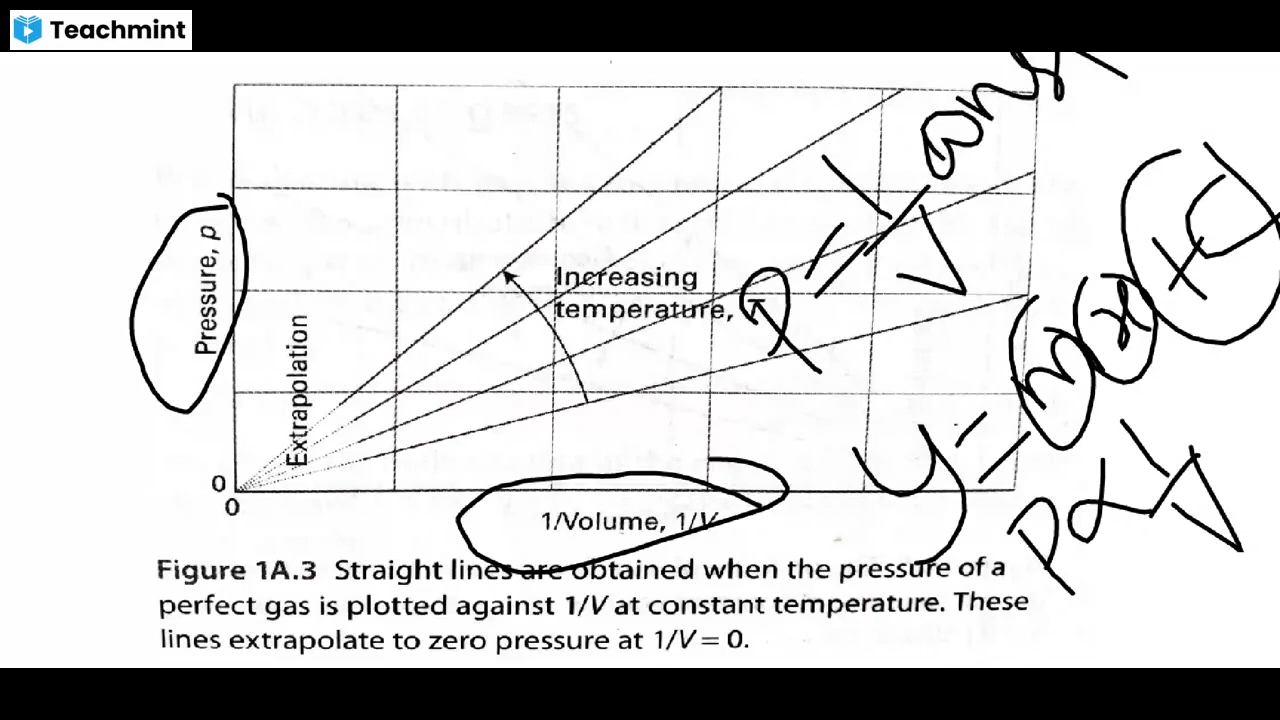 Teachmint
Pressure, p
Extrapolation
Increasing
temperature, T
0
0
1/Volume, 1/V
P = 1/V
y = mx + c
P ∝ 1/V
Figure 1A.3 Straight lines are obtained when the pressure of a
perfect gas is plotted against 1/V at constant temperature. These
lines extrapolate to zero pressure at 1/V = 0.